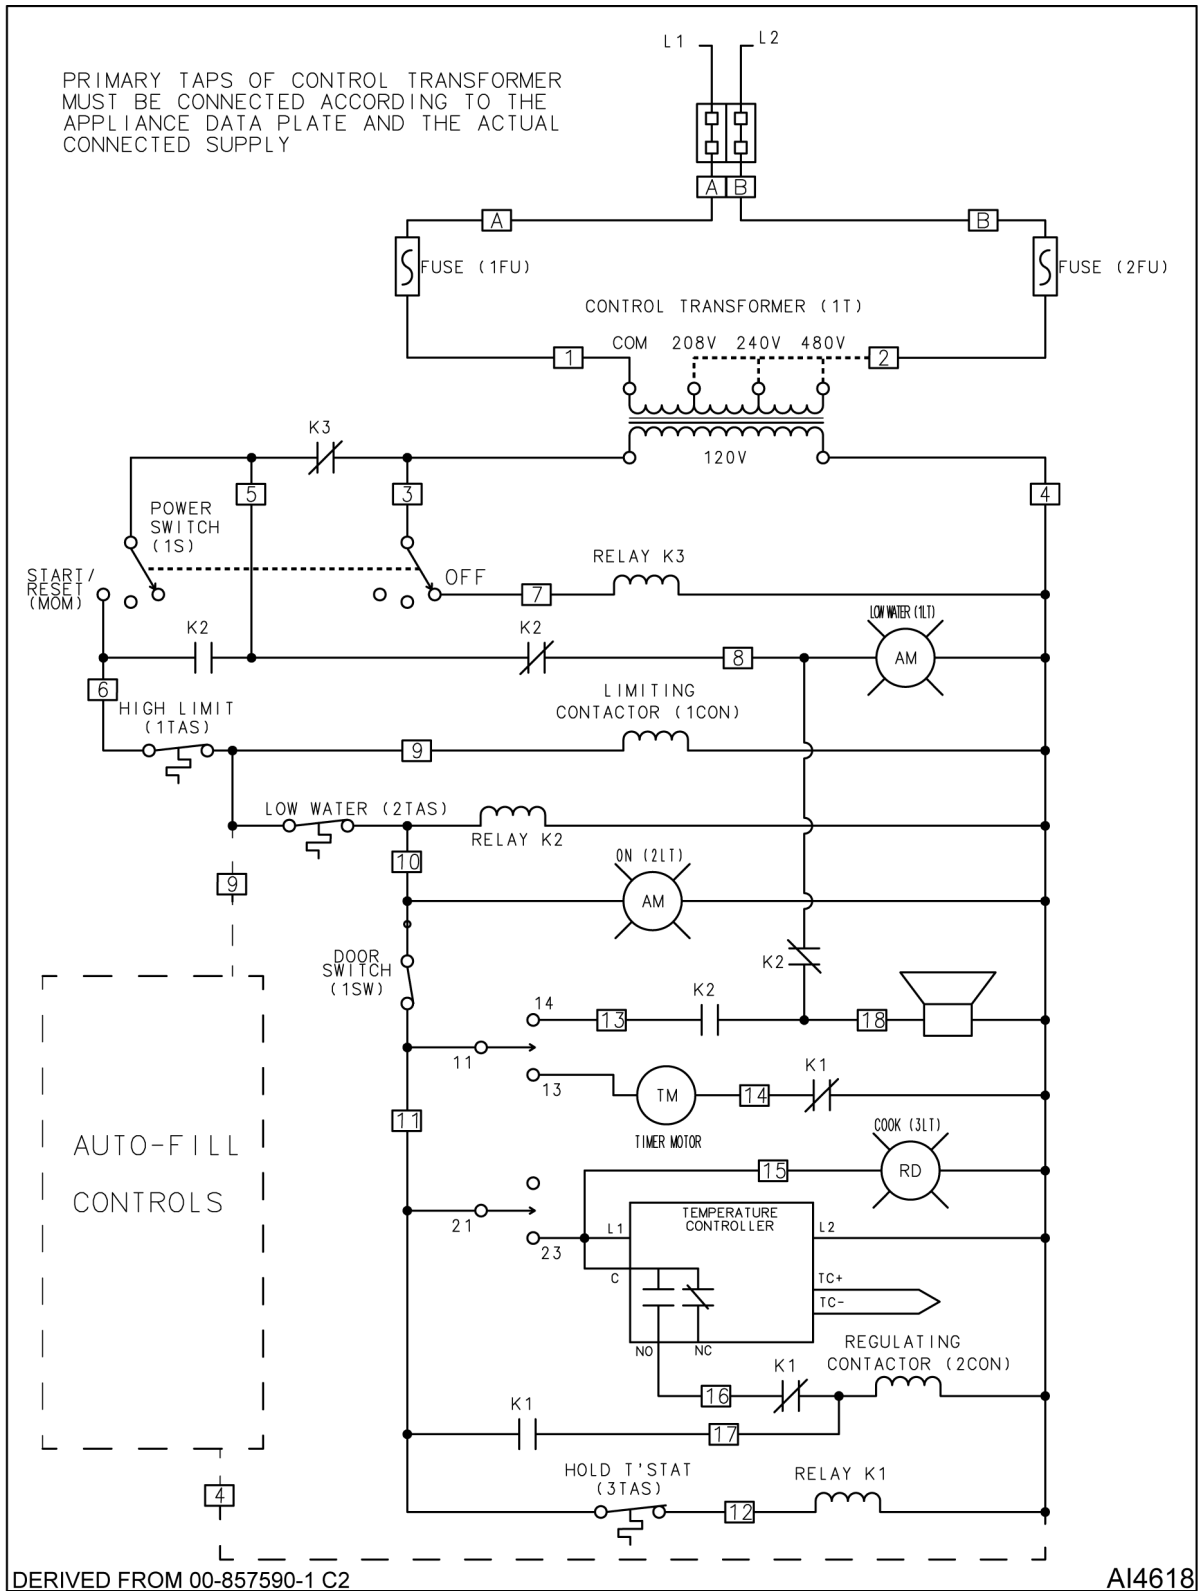 L1
L2
PRIMARY TAPS OF CONTROL TRANSFORMER
MUST BE CONNECTED ACCORDING TO THE
APPLIANCE DATA PLATE AND THE ACTUAL
CONNECTED SUPPLY
A B
A
B
FUSE (1FU)
FUSE (2FU)
CONTROL TRANSFORMER (1T)
COM 208V 240V 480V
1
2
K3
120V
5
3
4
POWER
SWITCH
(1S)
RELAY K3
START/
RESET
(MOM)
OFF
7
LOW WATER (1LT)
K2
K2
8
AM
6
HIGH LIMIT
(1TAS)
LIMITING
CONTACTOR (1CON)
9
LOW WATER (2TAS)
RELAY K2
10
ON (2LT)
9
AM
DOOR
SWITCH
(1SW)
K2
K2
14
13
18
11
13
K1
TM
14
11
TIMER MOTOR
COOK (3LT)
AUTO-FILL
CONTROLS
15
RD
TEMPERATURE
CONTROLLER
21
L1
L2
23
C
TC+
TC-
NO
NC
REGULATING
CONTACTOR (2CON)
K1
16
K1
17
HOLD T'STAT
(3TAS)
RELAY K1
4
12
DERIVED FROM 00-857590-1 C2
AI4618